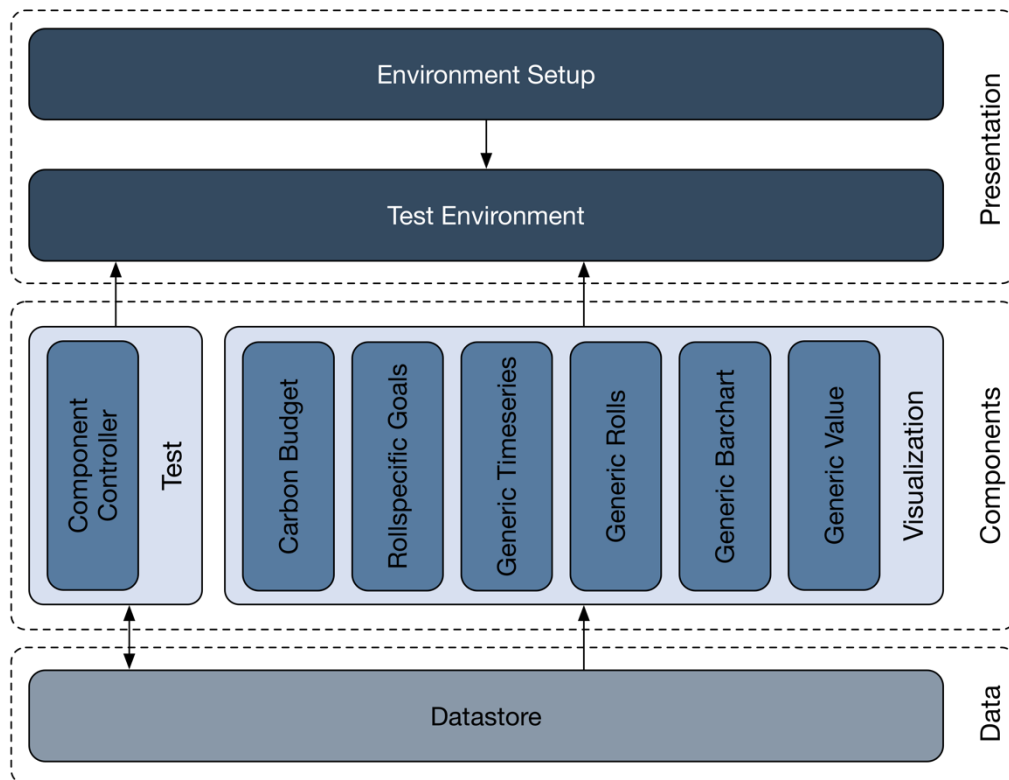 Environment Setup
Test Environment
Presentation
Component
Controller
Test
Carbon Budget
Rollspecific Goals
Generic Timeseries
Generic Rolls
Generic Barchart
Generic Value
Visualization
Components
Datastore
Data